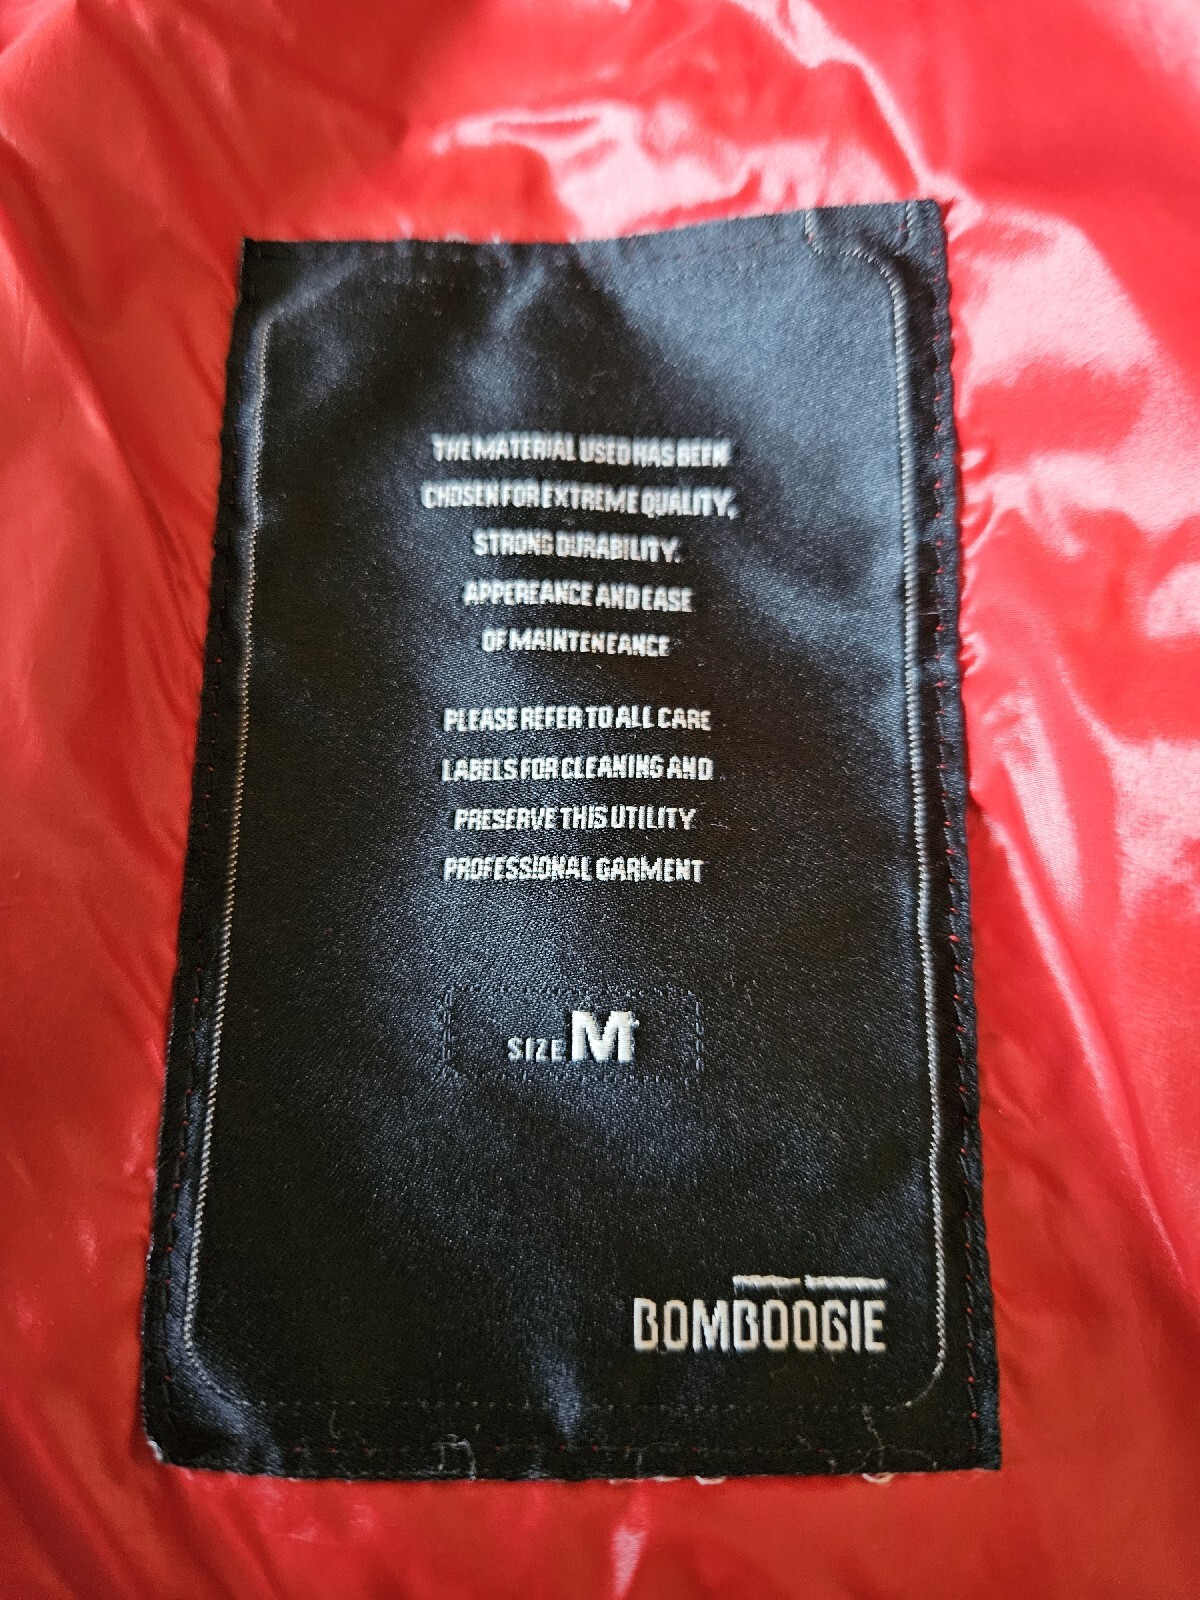 THE MATERIAL USED HAS BEEN
CHOSEN FOR EXTREME QUALITY,
STRONG DURABILITY.
APPEREANCE AND EASE
OF MAINTENEANCE
PLEASE REFER TO ALL CARE
LABELS FOR CLEANING AND
PRESERVE THIS UTILITY
PROFESSIONAL GARMENT
SIZE M
BOMBOOGIE